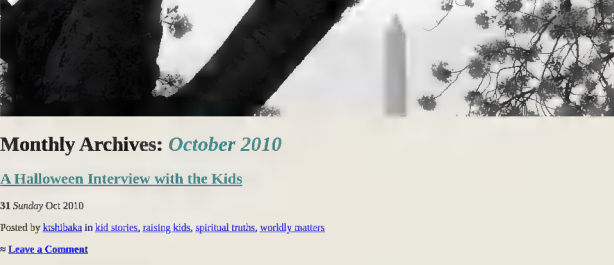 Monthly Archives: October 2010
A Halloween Interview with the Kids
31 Sunday Oct 2010
Posted by kishibaka in kid stories, raising kids, spiritual truths, worldly matters
≈ Leave a Comment